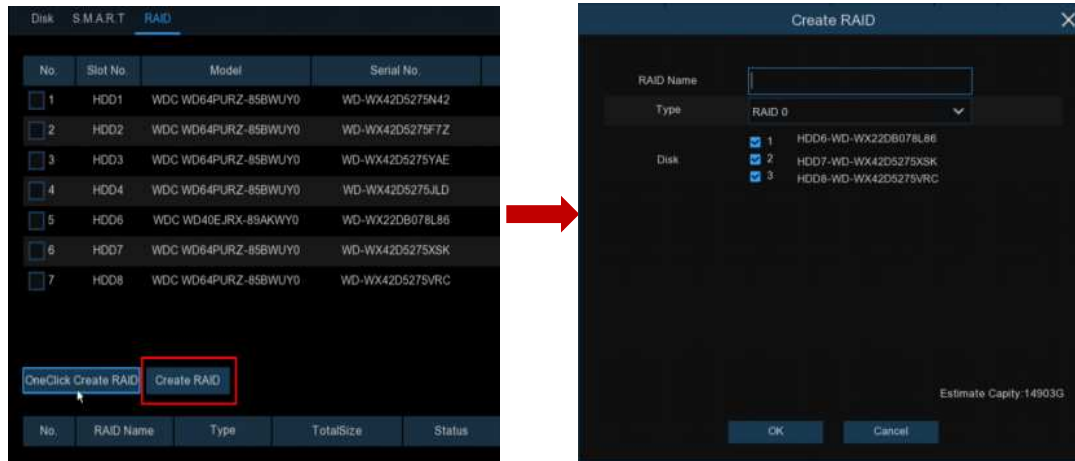 Disk S.M.A.R.T RAID
No. Slot No. Model Serial No.
1 HDD1 WDC WD64PURZ-85BWUY0 WD-WX42D5275N42
2 HDD2 WDC WD64PURZ-85BWUY0 WD-WX42D5275F7Z
3 HDD3 WDC WD64PURZ-85BWUY0 WD-WX42D5275YAE
4 HDD4 WDC WD64PURZ-85BWUY0 WD-WX42D5275JLD
5 HDD6 WDC WD40EJRX-89AKWY0 WD-WX22DB078L86
6 HDD7 WDC WD64PURZ-85BWUY0 WD-WX42D5275XSK
7 HDD8 WDC WD64PURZ-85BWUY0 WD-WX42D5275VRC
OneClick Create RAID Create RAID
No. RAID Name Type TotalSize Status
Create RAID
RAID Name
Type RAID 0
Disk
1 HDD6-WD-WX22DB078L86
2 HDD7-WD-WX42D5275XSK
3 HDD8-WD-WX42D5275VRC
Estimate Capity:14903G
OK Cancel